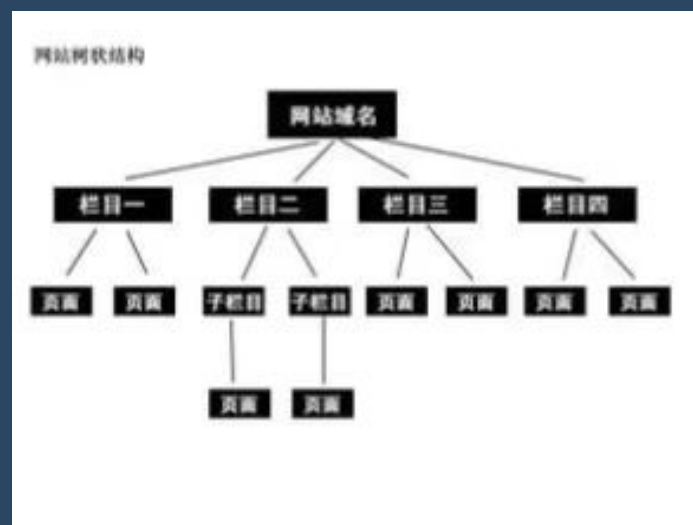 网站树状结构
网站域名
栏目一 栏目二 栏目三 栏目四
页面 页面 子栏目 子栏目 页面 页面 页面 页面
页面 页面